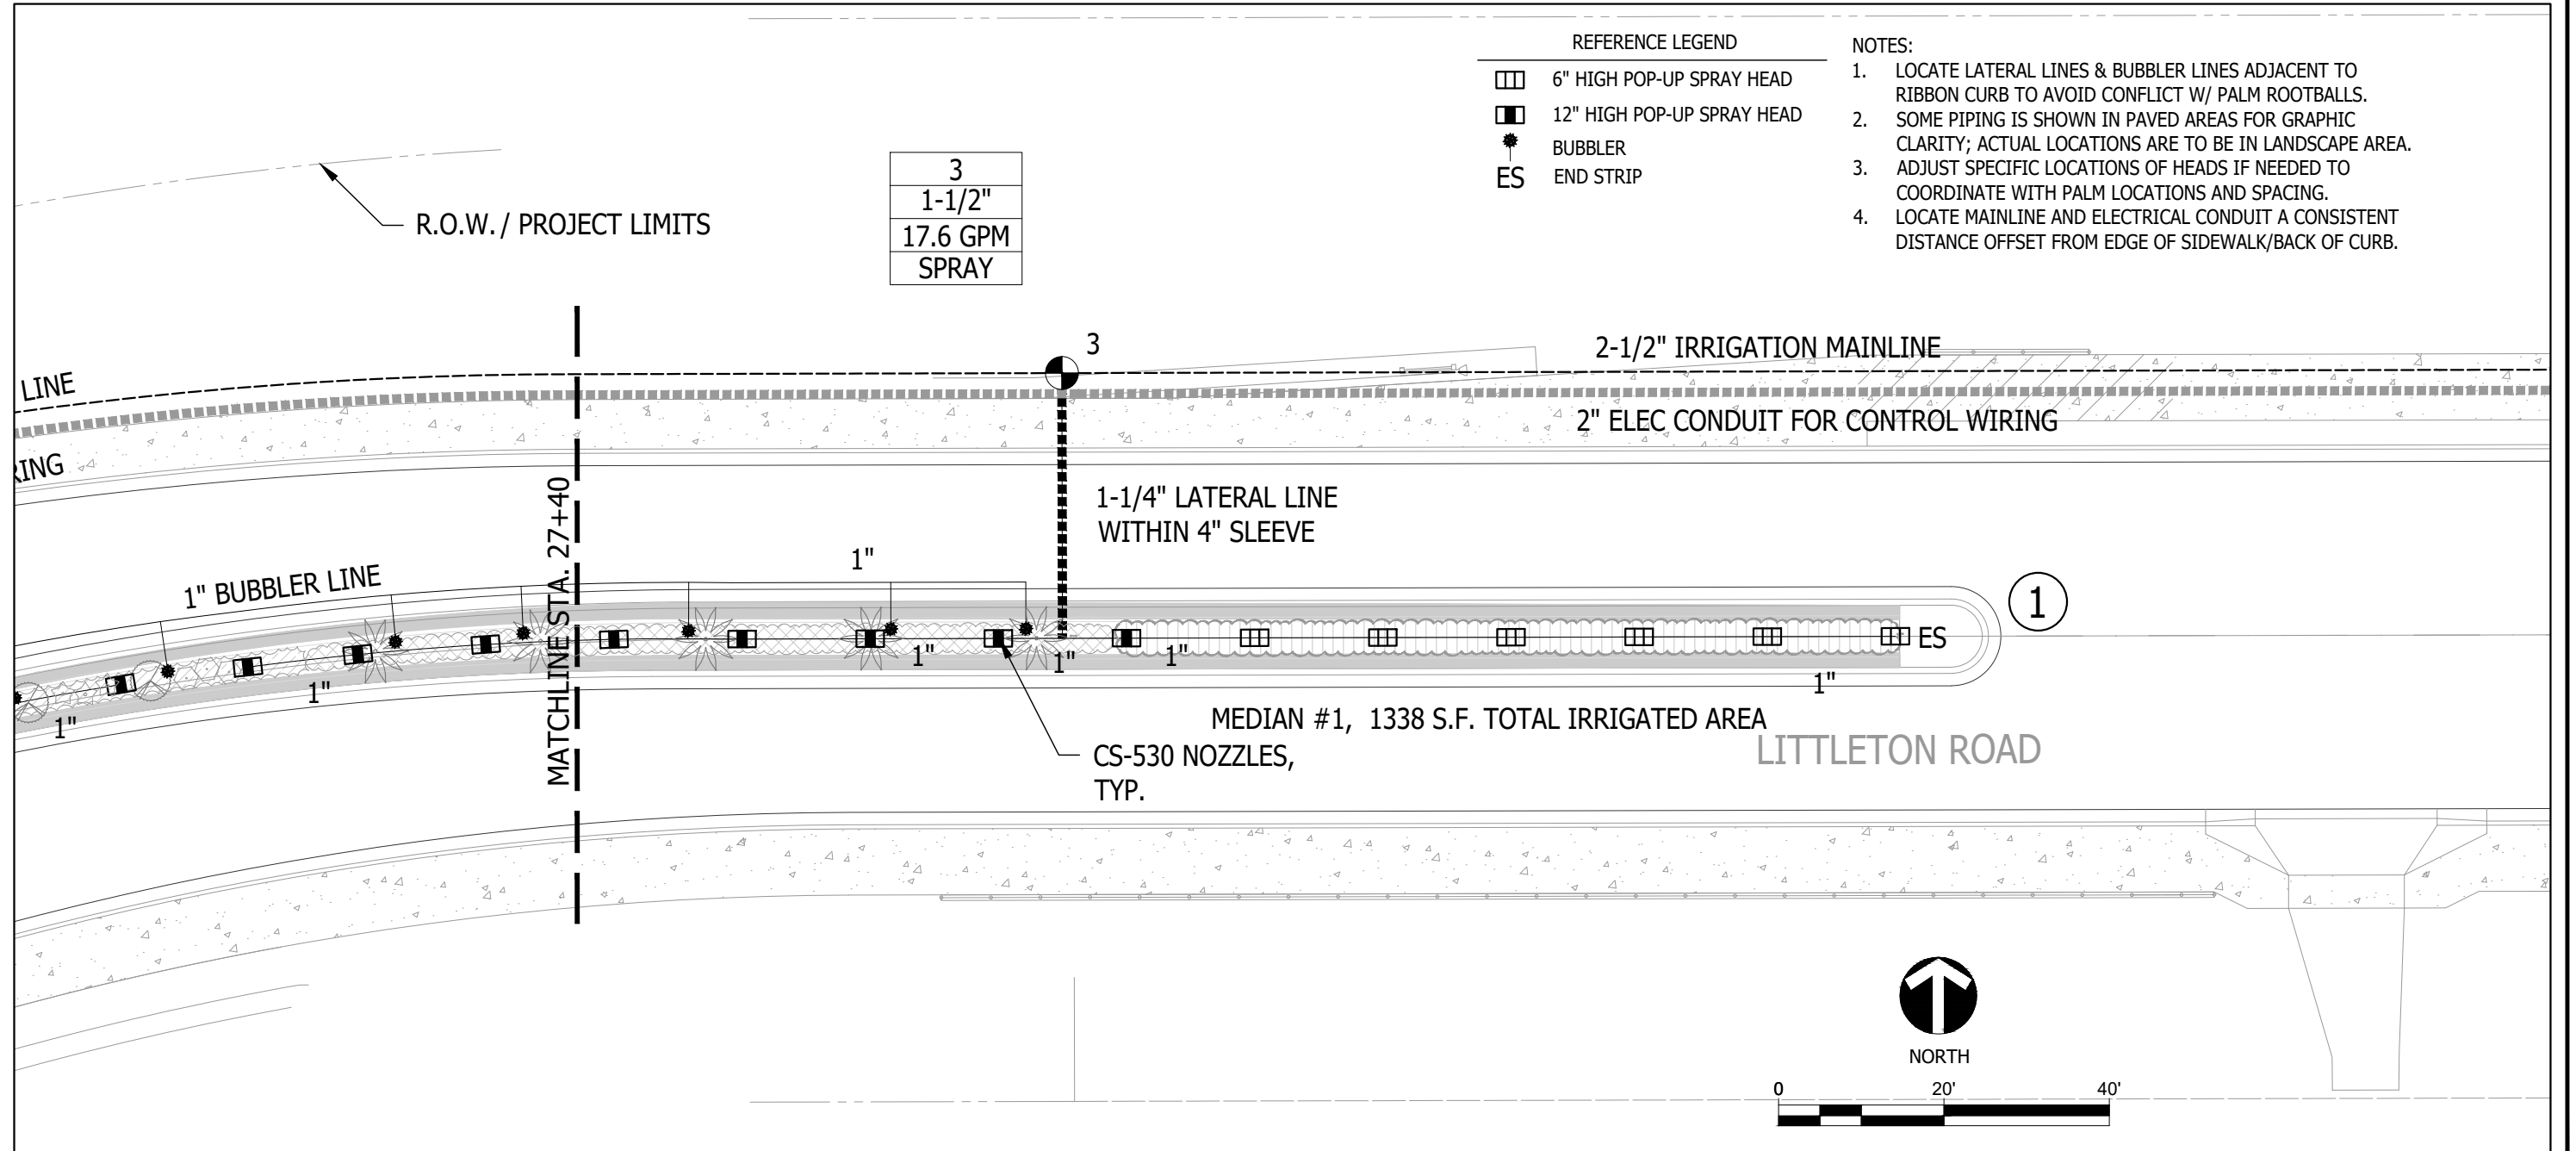 REFERENCE LEGEND
6" HIGH POP-UP SPRAY HEAD
12" HIGH POP-UP SPRAY HEAD
BUBBLER
ES END STRIP
NOTES:
1. LOCATE LATERAL LINES & BUBBLER LINES ADJACENT TO
RIBBON CURB TO AVOID CONFLICT W/ PALM ROOTBALLS.
2. SOME PIPING IS SHOWN IN PAVED AREAS FOR GRAPHIC
CLARITY; ACTUAL LOCATIONS ARE TO BE IN LANDSCAPE AREA.
3. ADJUST SPECIFIC LOCATIONS OF HEADS IF NEEDED TO
COORDINATE WITH PALM LOCATIONS AND SPACING.
4. LOCATE MAINLINE AND ELECTRICAL CONDUIT A CONSISTENT
DISTANCE OFFSET FROM EDGE OF SIDEWALK/BACK OF CURB.
R.O.W. / PROJECT LIMITS
3
1-1/2"
17.6 GPM
SPRAY
3
2-1/2" IRRIGATION MAINLINE
LINE
2" ELEC CONDUIT FOR CONTROL WIRING
RING
1-1/4" LATERAL LINE
WITHIN 4" SLEEVE
MATCHLINE STA. 27+40
1" BUBBLER LINE
1"
1
ES
1"
1"
1"
1"
1"
1"
MEDIAN #1, 1338 S.F. TOTAL IRRIGATED AREA
CS-530 NOZZLES,
TYP.
LITTLETON ROAD
NORTH
0 20' 40'